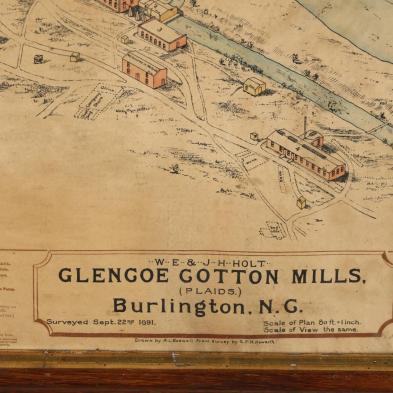 W·E·& J·H·HOLT
GLENCOE COTTON MILLS,
(PLAIDS.)
Burlington, N.C.
Surveyed Sept. 22nd 1891.
Scale of Plan 80 ft. = 1 inch.
Scale of View the same.